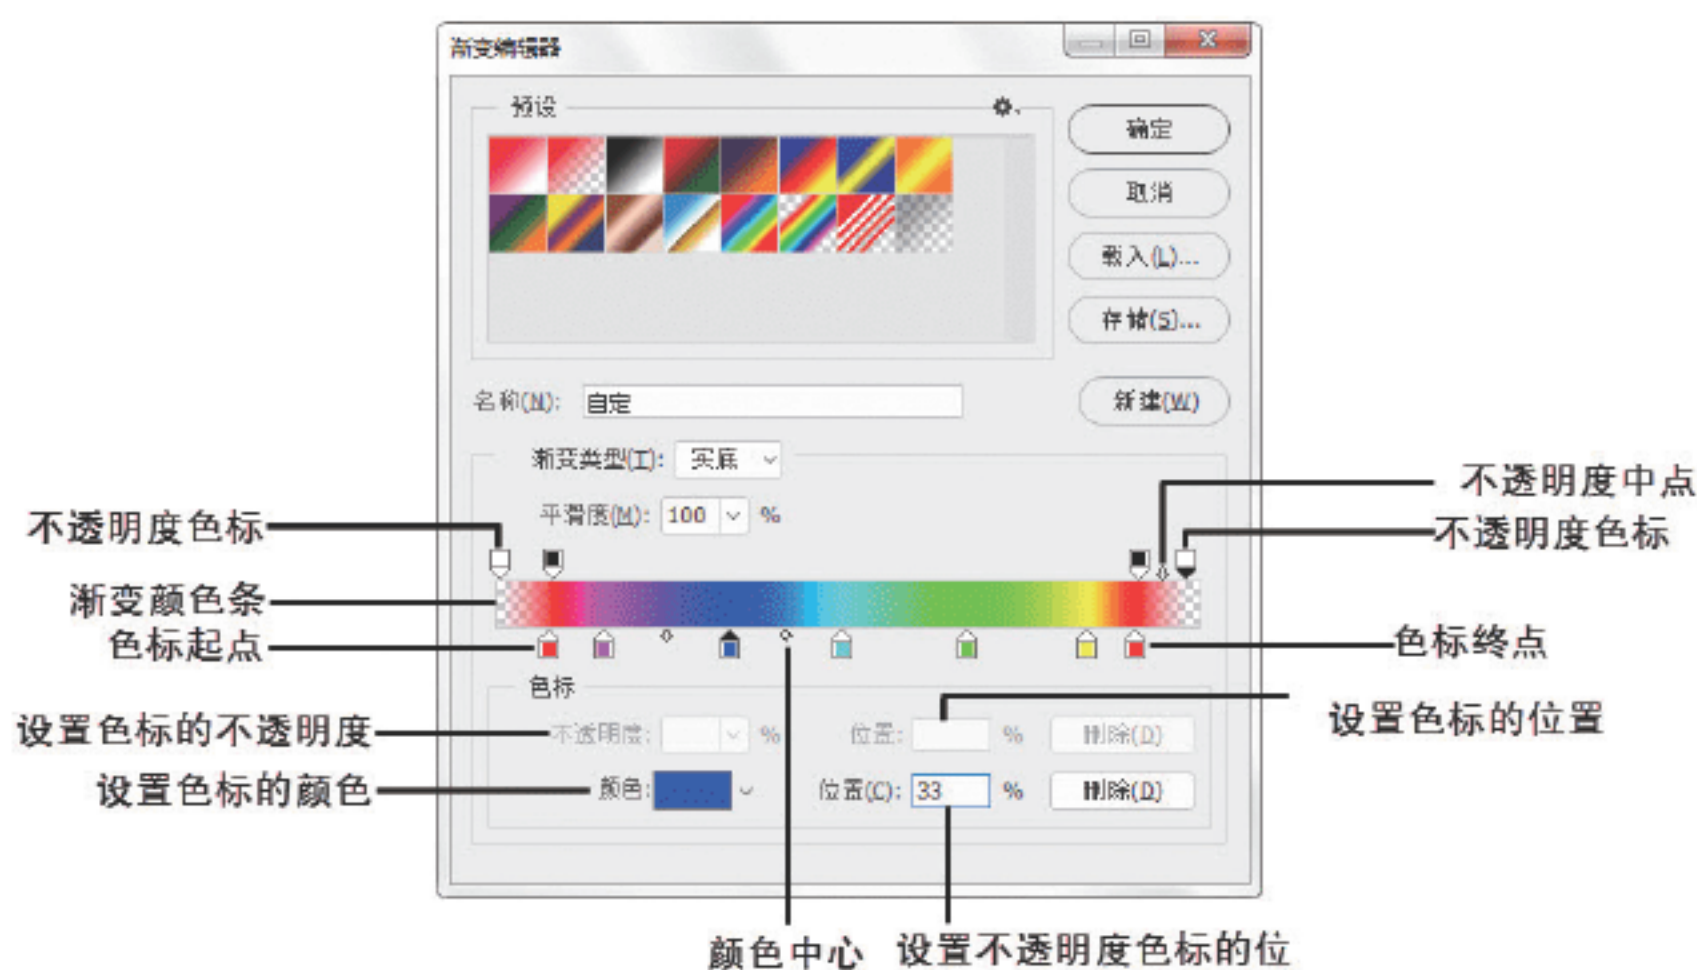 渐变编辑器
预设
确定
取消
载入(L)...
存储(S)...
名称(N): 自定
新建(W)
渐变类型(T): 实底
平滑度(M): 100 %
不透明度中点
不透明度色标
不透明度色标
渐变颜色条
色标起点
色标终点
色标
设置色标的不透明度
不透明度: %
位置: %
删除(D)
设置色标的位置
设置色标的颜色
颜色:
位置(C): 33 %
删除(D)
颜色中心
设置不透明度色标的位